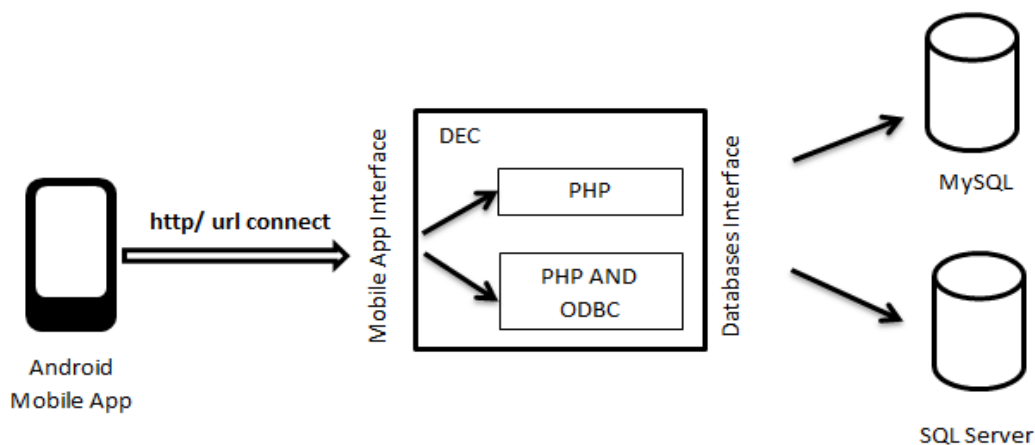 Android
Mobile App
http/ url connect
Mobile App Interface
DEC
PHP
PHP AND
ODBC
Databases Interface
MySQL
SQL Server